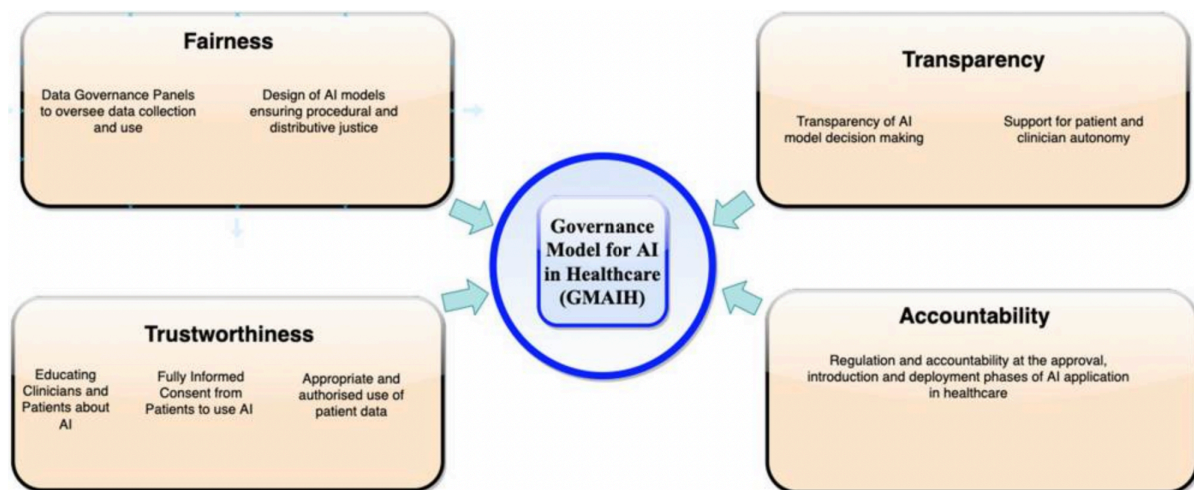 Fairness
Data Governance Panels
to oversee data collection
and use
Design of AI models
ensuring procedural and
distributive justice
Transparency
Transparency of AI
model decision making
Support for patient and
clinician autonomy
Governance
Model for AI
in Healthcare
(GMAIH)
Trustworthiness
Educating
Clinicians and
Patients about
AI
Fully Informed
Consent from
Patients to use AI
Appropriate and
authorised use of
patient data
Accountability
Regulation and accountability at the approval,
introduction and deployment phases of AI application
in healthcare